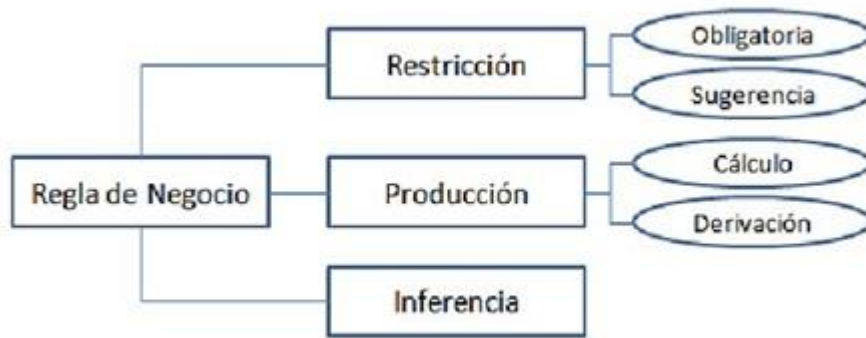 Obligatoria
Restricción
Sugerencia
Cálculo
Regla de Negocio
Producción
Derivación
Inferencia